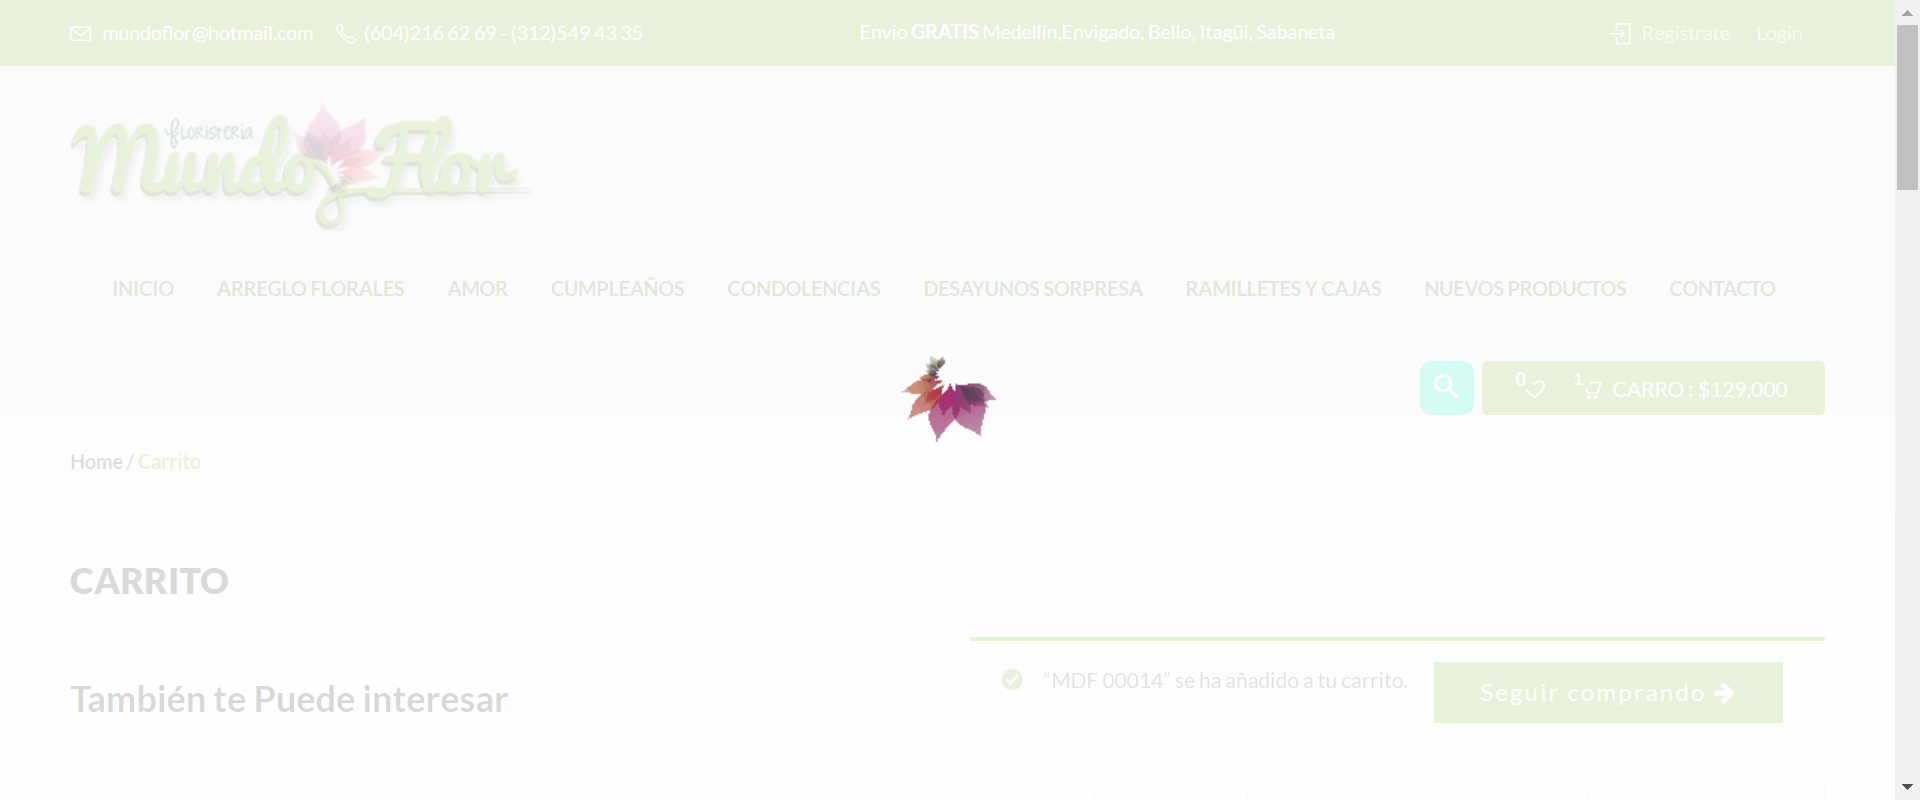 mundoflor@hotmail.com (604)216 62 69 - (312)549 43 35 Envio GRATIS Medellín,Envigado, Bello, Itagüí, Sabaneta Registrate Login
floristería
Mundo Flor
INICIO ARREGLO FLORALES AMOR CUMPLEAÑOS CONDOLENCIAS DESAYUNOS SORPRESA RAMILLETES Y CAJAS NUEVOS PRODUCTOS CONTACTO
0 1 CARRO : $129,000
Home / Carrito
CARRITO
También te Puede interesar
“MDF 00014” se ha añadido a tu carrito. Seguir comprando